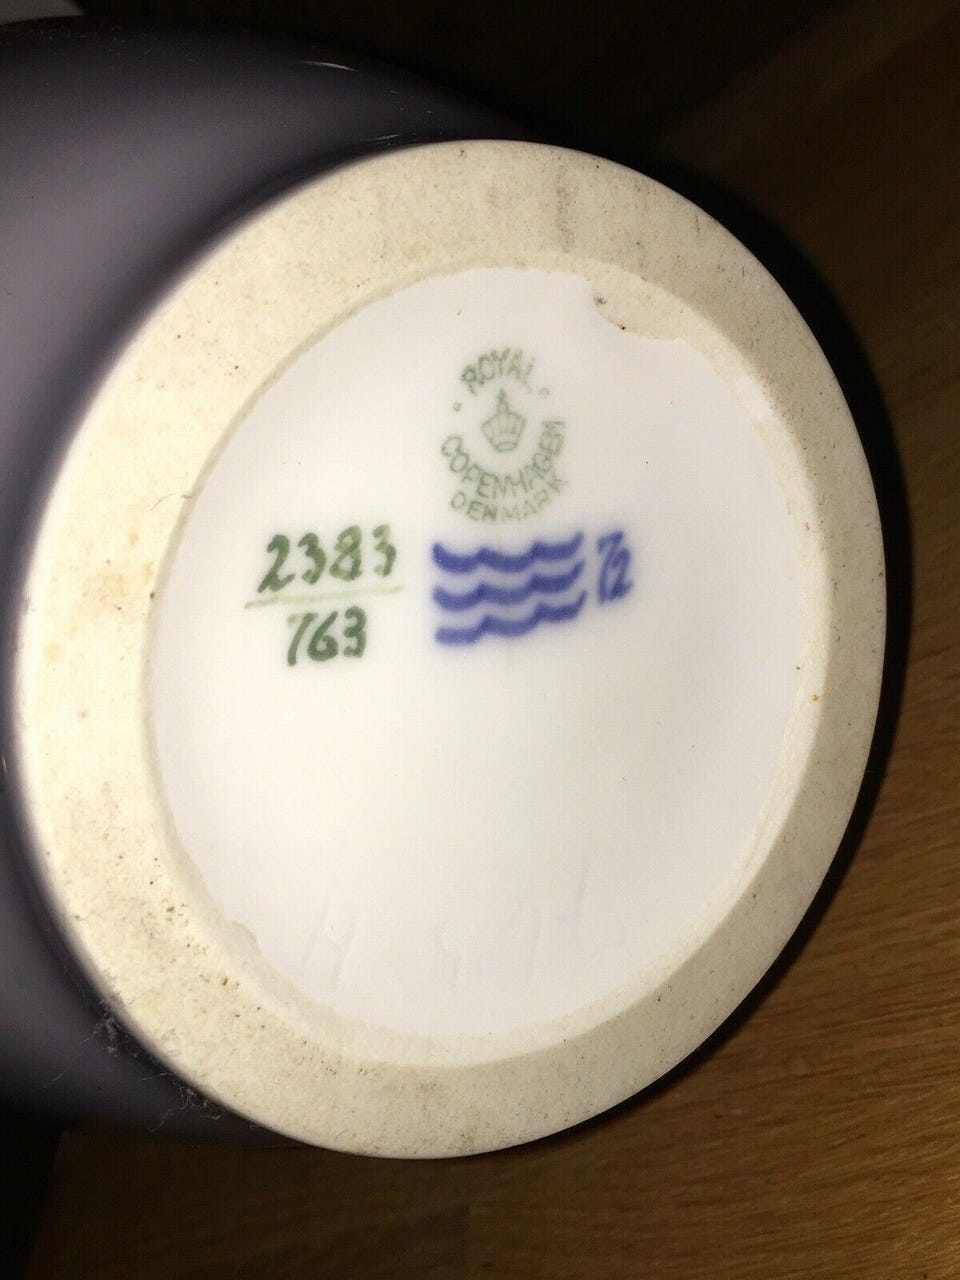 ROYAL
COPENHAGEN
DENMARK
2383
763
72